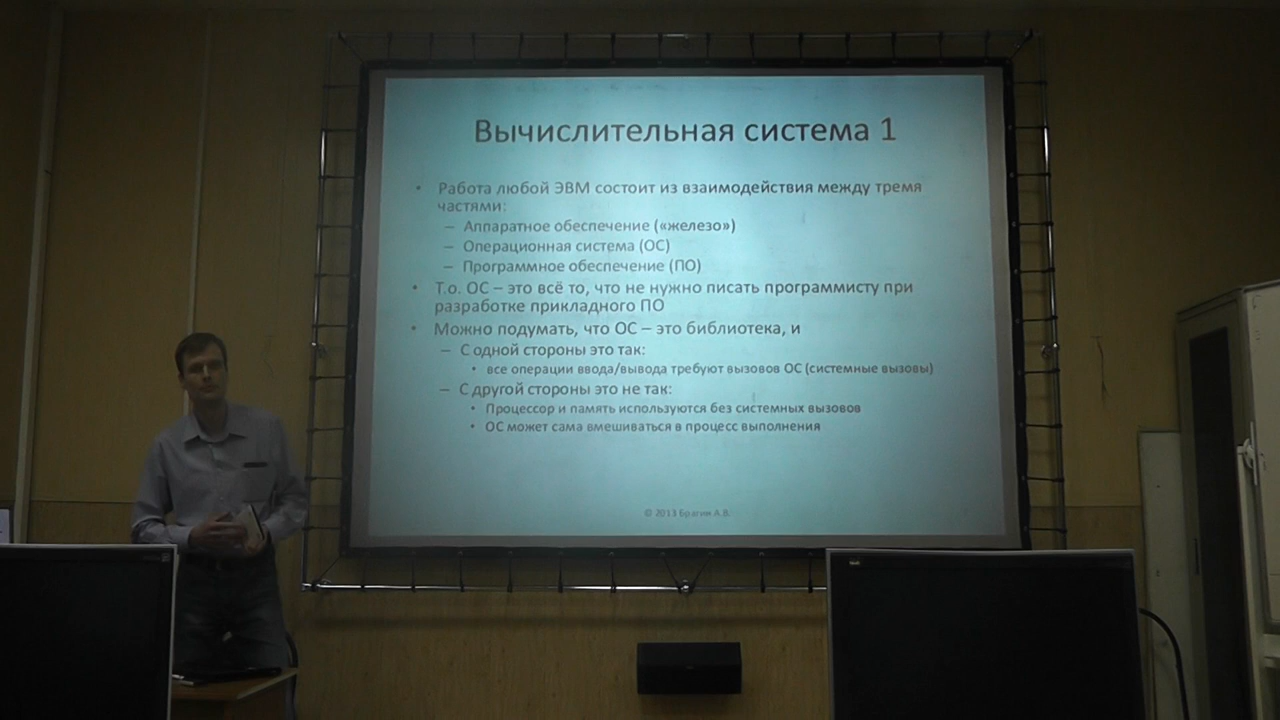 Вычислительная система 1
• Работа любой ЭВМ состоит из взаимодействия между тремя
частями:
– Аппаратное обеспечение («железо»)
– Операционная система (ОС)
– Программное обеспечение (ПО)
• Т.о. ОС – это всё то, что не нужно писать программисту при
разработке прикладного ПО
• Можно подумать, что ОС – это библиотека, и
– С одной стороны это так:
• все операции ввода/вывода требуют вызовов ОС (системные вызовы)
– С другой стороны это не так:
• Процессор и память используются без системных вызовов
• ОС может сама вмешиваться в процесс выполнения
© 2013 Брагин А.В.